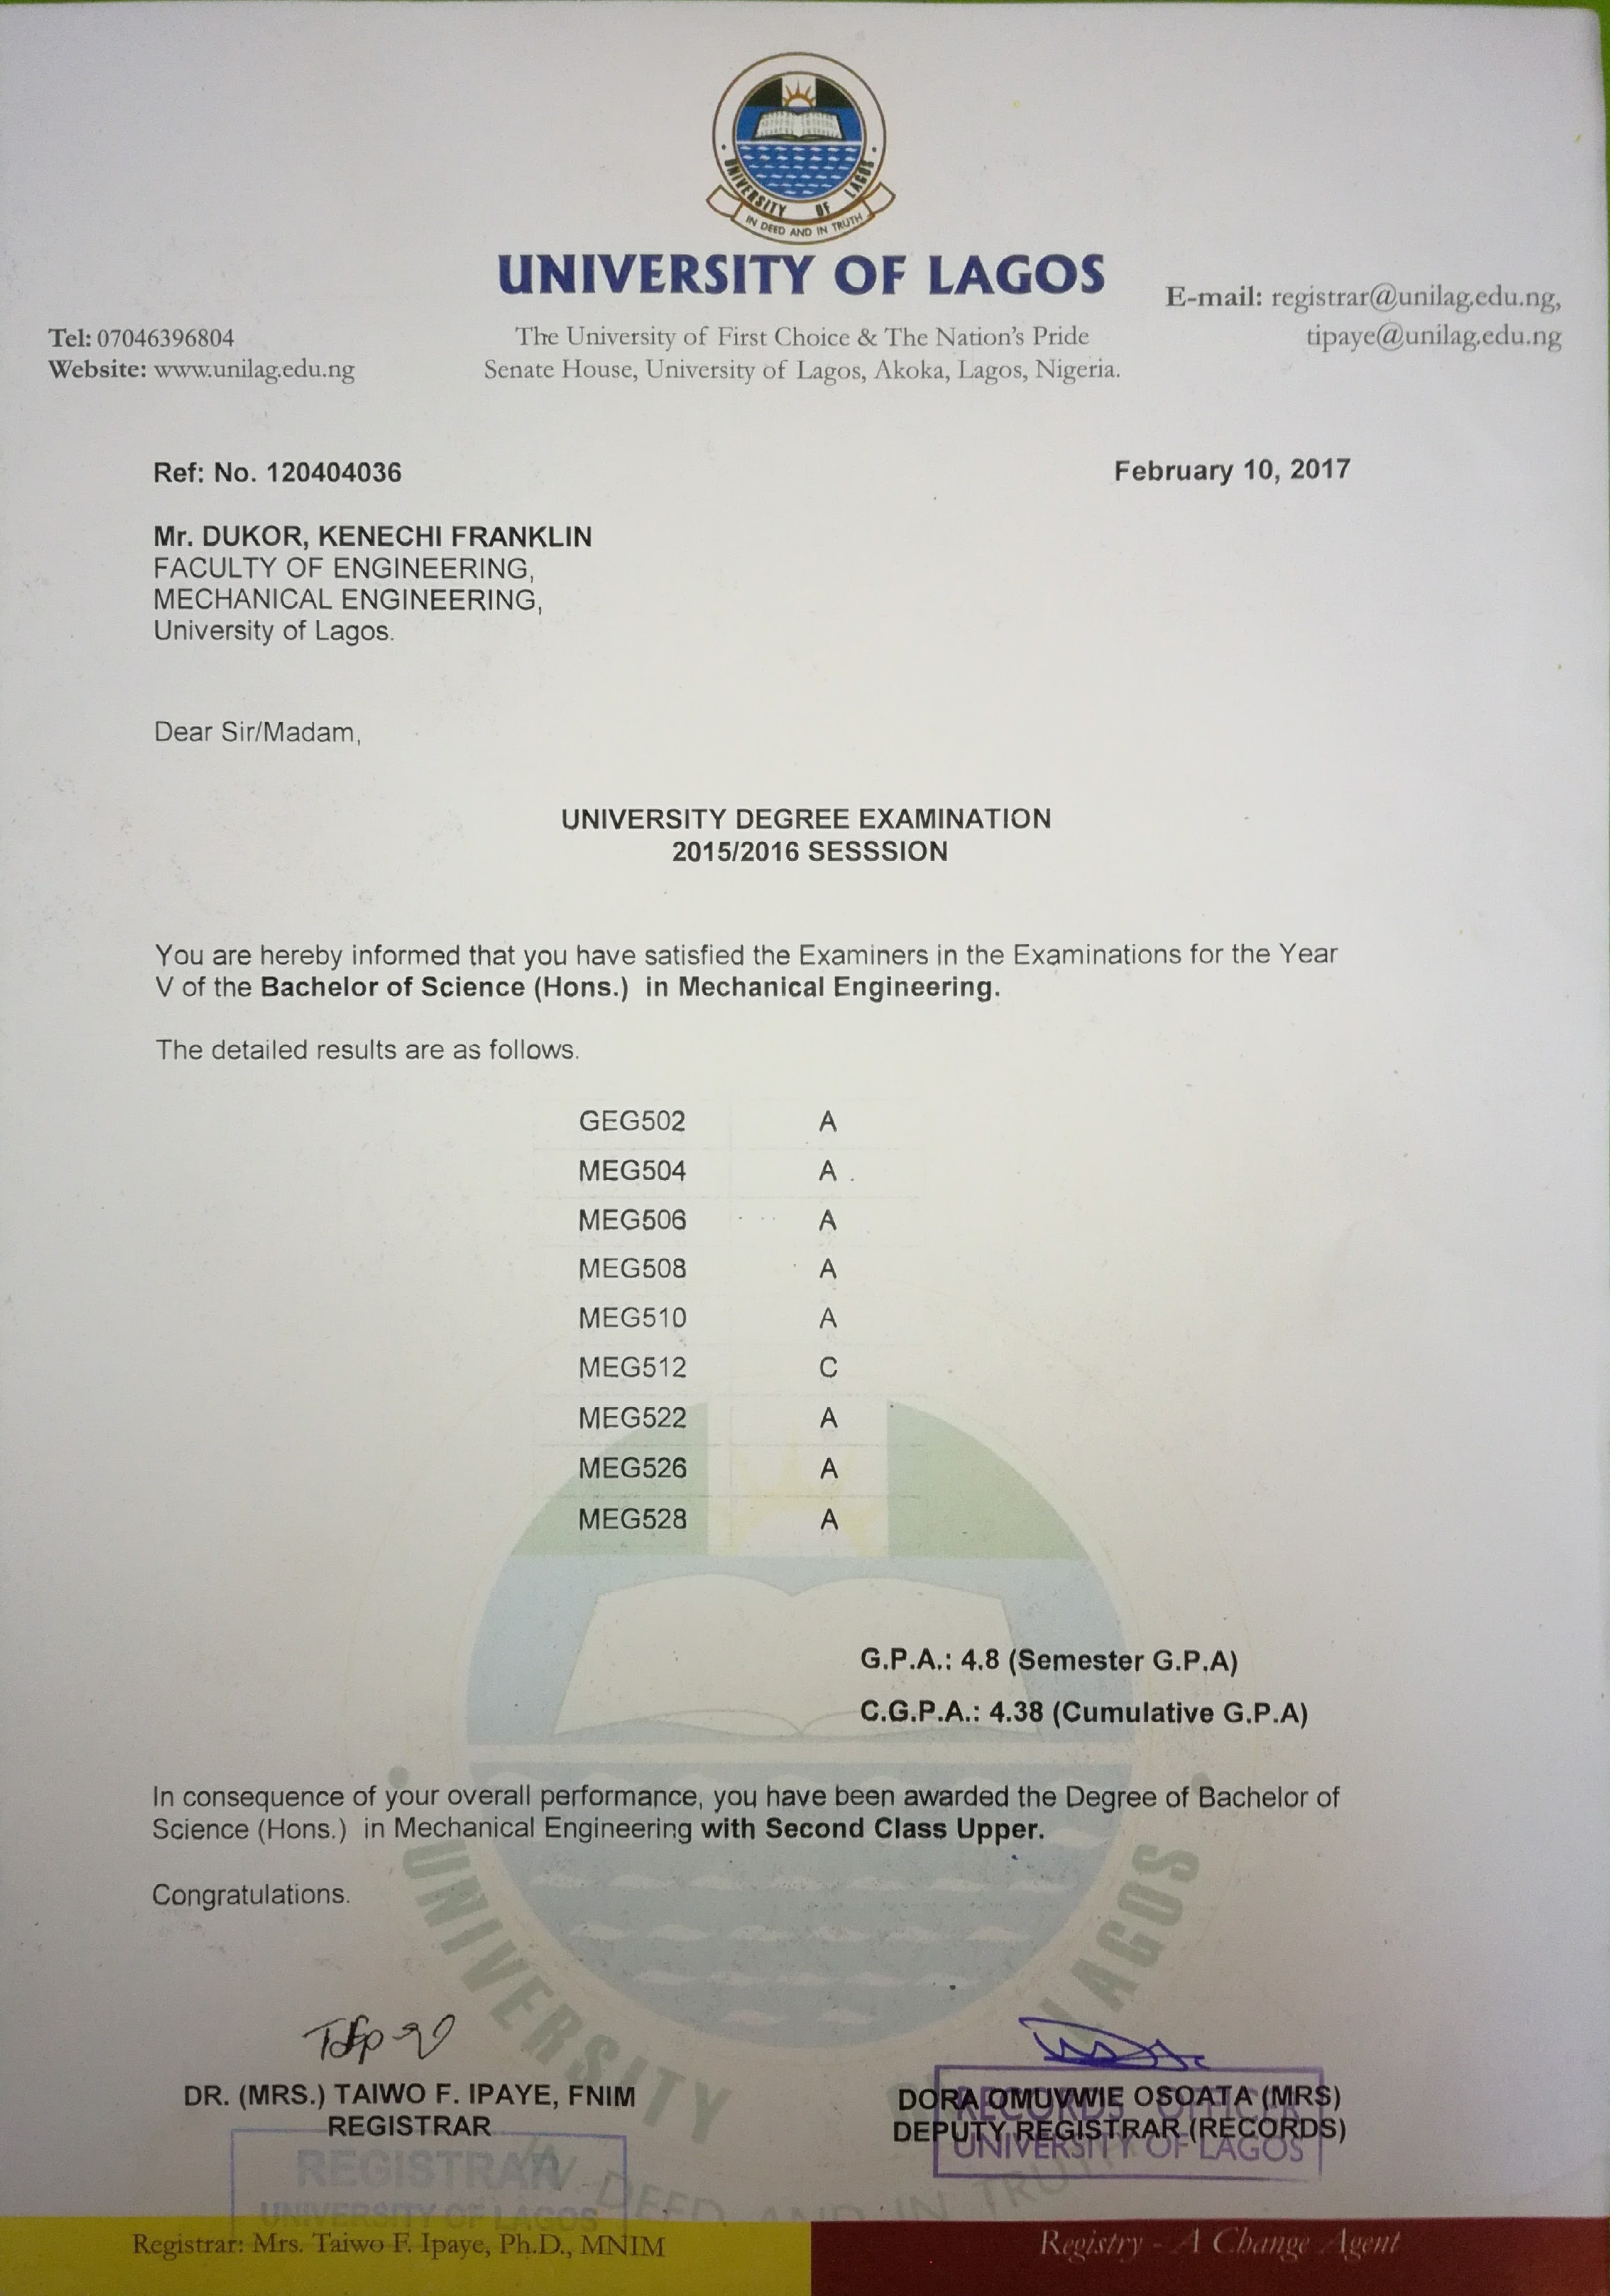 UNIVERSITY OF LAGOS
IN DEED AND IN TRUTH
UNIVERSITY OF LAGOS
E-mail: registrar@unilag.edu.ng,
tipaye@unilag.edu.ng
Tel: 07046396804
Website: www.unilag.edu.ng
The University of First Choice & The Nation's Pride
Senate House, University of Lagos, Akoka, Lagos, Nigeria.
Ref: No. 120404036 February 10, 2017
Mr. DUKOR, KENECHI FRANKLIN
FACULTY OF ENGINEERING,
MECHANICAL ENGINEERING,
University of Lagos.
Dear Sir/Madam,
UNIVERSITY DEGREE EXAMINATION
2015/2016 SESSSION
You are hereby informed that you have satisfied the Examiners in the Examinations for the Year
V of the Bachelor of Science (Hons.) in Mechanical Engineering.
The detailed results are as follows.
GEG502 A
MEG504 A
MEG506 A
MEG508 A
MEG510 A
MEG512 C
MEG522 A
MEG526 A
MEG528 A
G.P.A.: 4.8 (Semester G.P.A)
C.G.P.A.: 4.38 (Cumulative G.P.A)
In consequence of your overall performance, you have been awarded the Degree of Bachelor of
Science (Hons.) in Mechanical Engineering with Second Class Upper.
Congratulations.
UNIVERSITY OF LAGOS
IN DEED AND IN TRUTH
DR. (MRS.) TAIWO F. IPAYE, FNIM
REGISTRAR
REGISTRAR
UNIVERSITY OF LAGOS
DORA OMUVWIE OSOATA (MRS)
DEPUTY REGISTRAR (RECORDS)
RECORDS OFFICER
UNIVERSITY OF LAGOS
Registrar: Mrs. Taiwo F. Ipaye, Ph.D., MNIM
Registry - A Change Agent